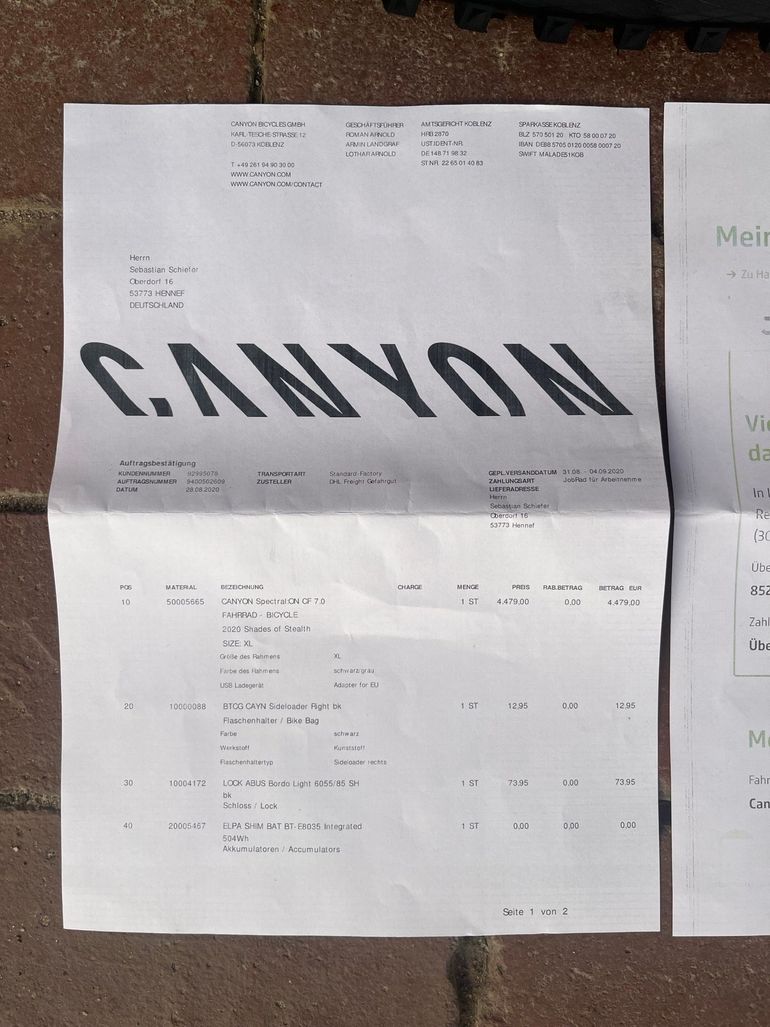 CANYON BICYCLES GMBH
KARL-TESCHE-STRASSE 12
D-56073 KOBLENZ
T +49 261 94 90 30 00
WWW.CANYON.COM
WWW.CANYON.COM/CONTACT
GESCHÄFTSFÜHRER
ROMAN ARNOLD
ARMIN LANDGRAF
LOTHAR ARNOLD
AMTSGERICHT KOBLENZ
HRB 2870
UST.IDENT-NR.
DE 148 71 98 32
ST.NR. 22 65 01 40 83
SPARKASSE KOBLENZ
BLZ 570 501 20 KTO 58 00 07 20
IBAN DE88 5705 0120 0058 0007 20
SWIFT MALADE51KOB
Herrn
Sebastian Schiefer
Oberdorf 16
53773 HENNEF
DEUTSCHLAND
CANYON
Auftragsbestätigung
KUNDENNUMMER 92995078
AUFTRAGSNUMMER 9400502609
DATUM 28.08.2020
TRANSPORTART Standard-Factory
ZUSTELLER DHL Freight Gefahrgut
GEPL.VERSANDDATUM 31.08. - 04.09.2020
ZAHLUNGSART JobRad für Arbeitnehme
LIEFERADRESSE
Herrn
Sebastian Schiefer
Oberdorf 16
53773 Hennef
POS MATERIAL BEZEICHNUNG CHARGE MENGE PREIS RAB.BETRAG BETRAG EUR
10 50005665 CANYON Spectral:ON CF 7.0 1 ST 4.479,00 0,00 4.479,00
FAHRRAD - BICYCLE
2020 Shades of Stealth
SIZE: XL
Größe des Rahmens XL
Farbe des Rahmens schwarz/grau
USB Ladegerät Adapter for EU
20 10000088 BTCG CAYN Sideloader Right bk 1 ST 12,95 0,00 12,95
Flaschenhalter / Bike Bag
Farbe schwarz
Werkstoff Kunststoff
Flaschenhaltertyp Sideloader rechts
30 10004172 LOCK ABUS Bordo Light 6055/85 SH 1 ST 73,95 0,00 73,95
bk
Schloss / Lock
40 20005467 ELPA SHIM BAT BT-E8035 Integrated 1 ST 0,00 0,00 0,00
504Wh
Akkumulatoren / Accumulators
Seite 1 von 2
Mein
→ Zu Ha
Vie
da
In
Re
(30
Übe
852
Zahl
Übe
Me
Fahr
Can